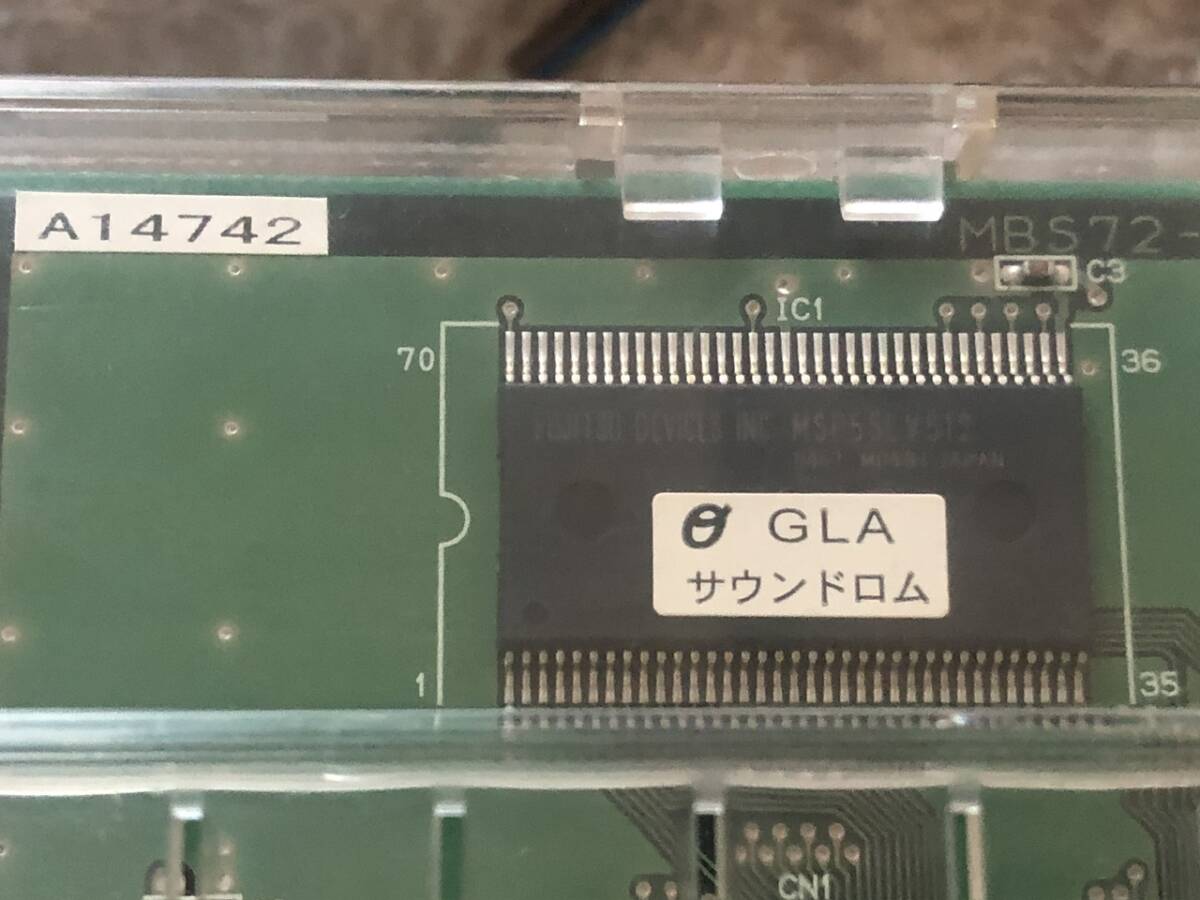 A14742
MBS72-
C3
IC1
70
36
FUJITSU DEVICES INC. MSP55LV512
JAPAN
GLA
サウンドロム
1
35
CN1